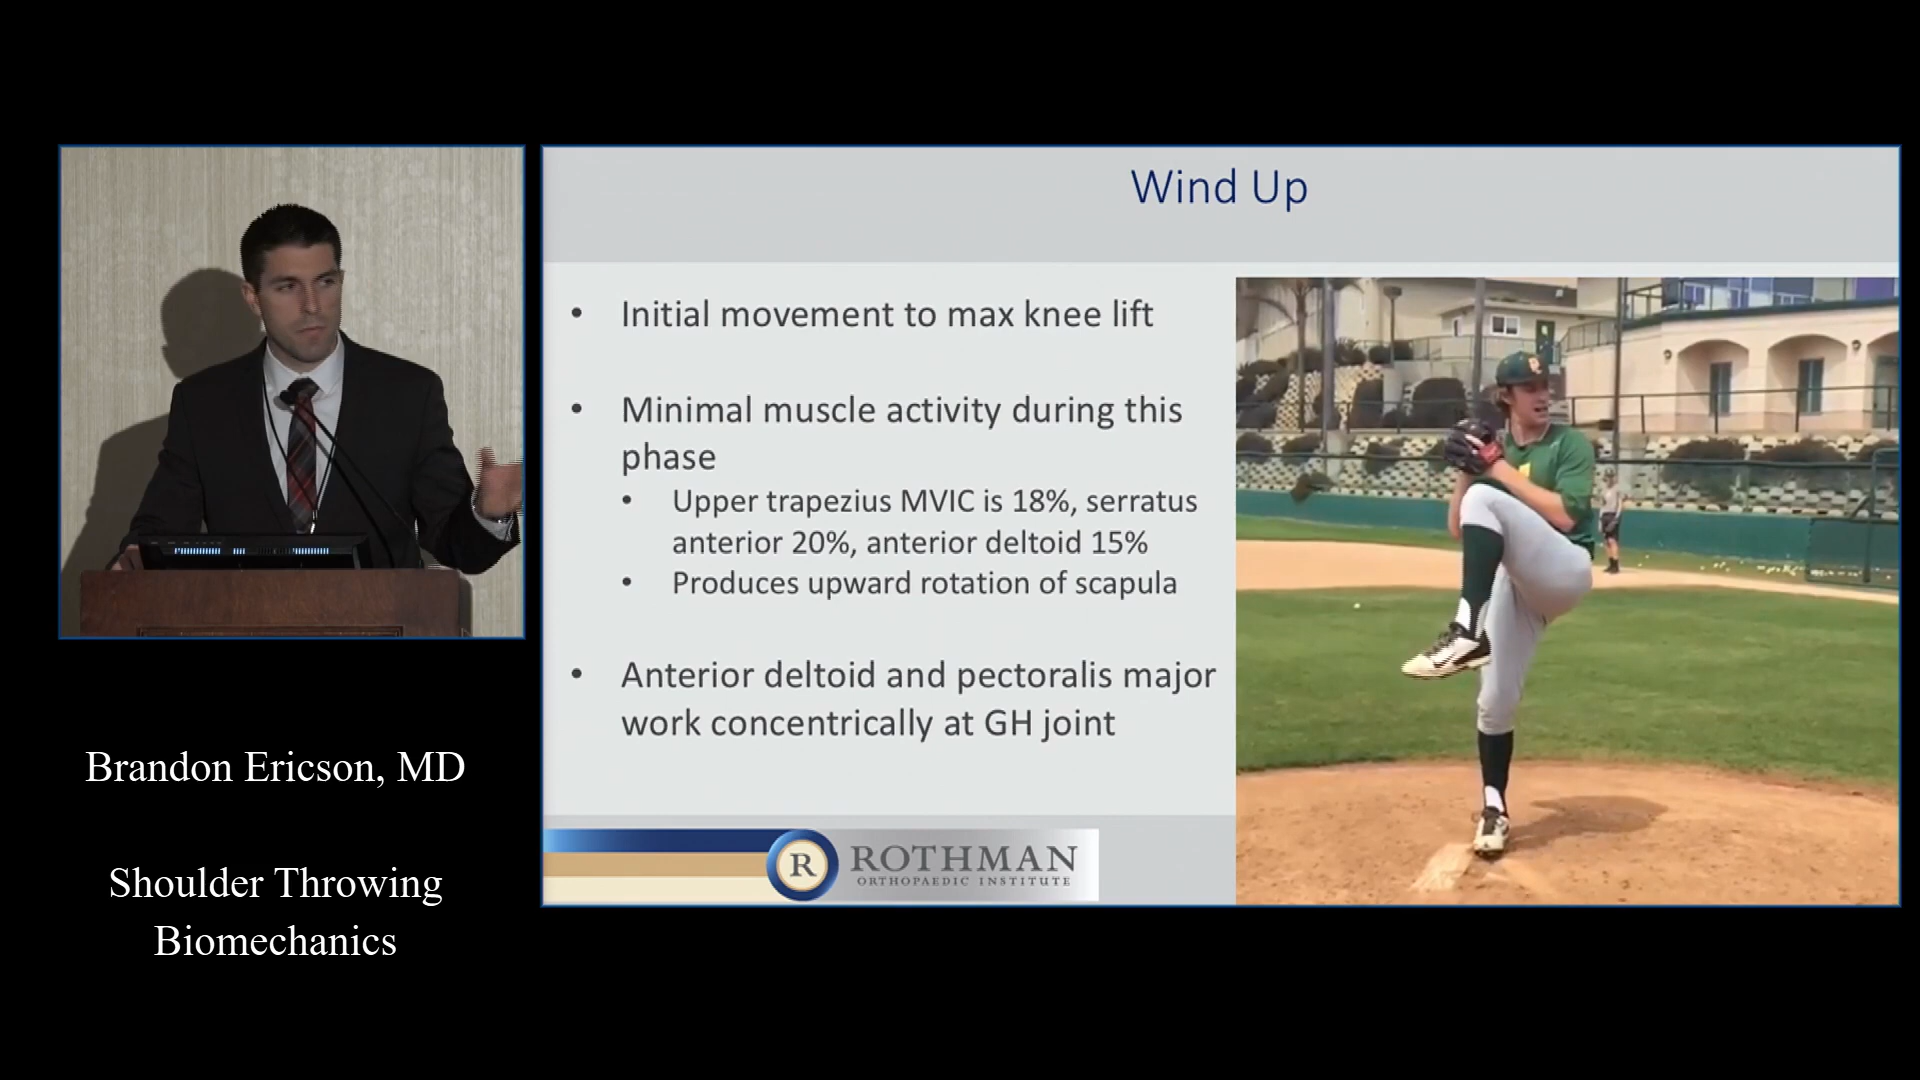 Wind Up
• Initial movement to max knee lift
• Minimal muscle activity during this
phase
• Upper trapezius MVIC is 18%, serratus
anterior 20%, anterior deltoid 15%
• Produces upward rotation of scapula
• Anterior deltoid and pectoralis major
work concentrically at GH joint
R ROTHMAN
ORTHOPAEDIC INSTITUTE
Brandon Ericson, MD
Shoulder Throwing
Biomechanics